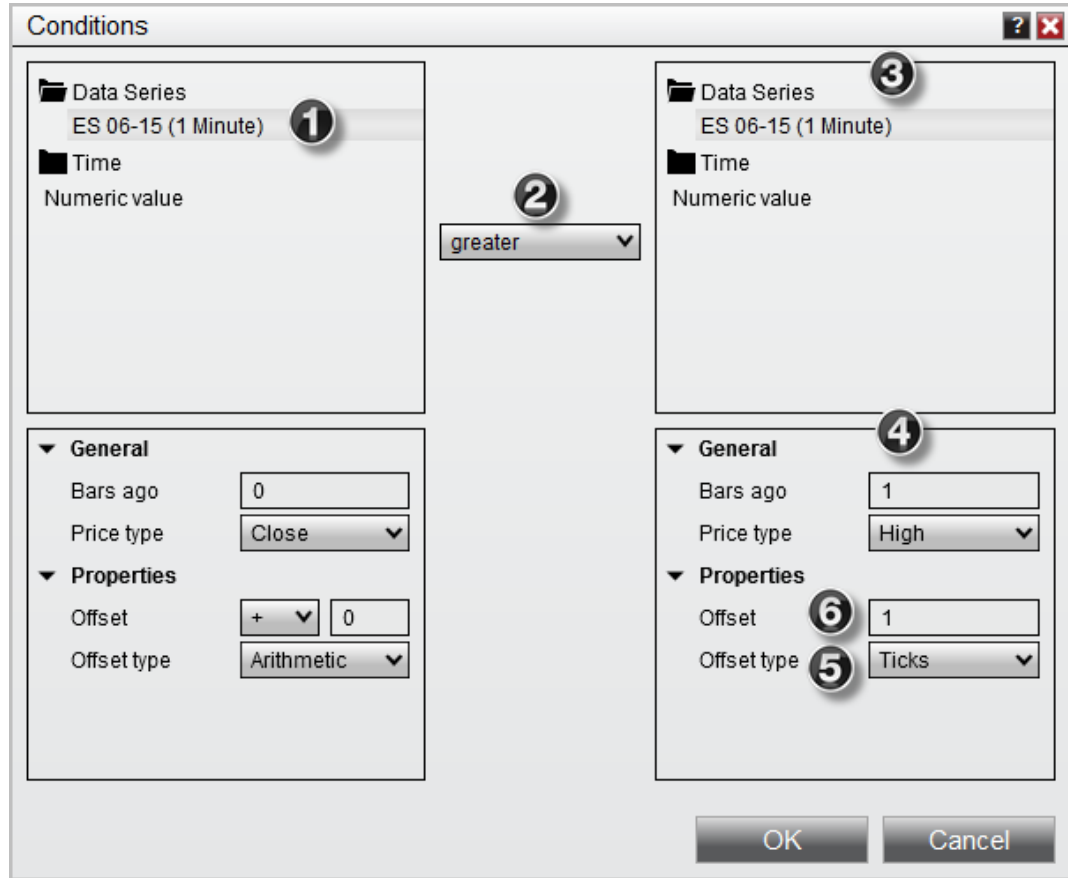 Conditions ?
Data Series
ES 06-15 (1 Minute) 1
Time
Numeric value
2
greater
3
Data Series
ES 06-15 (1 Minute)
Time
Numeric value
General
Bars ago 0
Price type Close
Properties
Offset + 0
Offset type Arithmetic
4
General
Bars ago 1
Price type High
Properties
Offset 6 1
Offset type 5 Ticks
OK Cancel